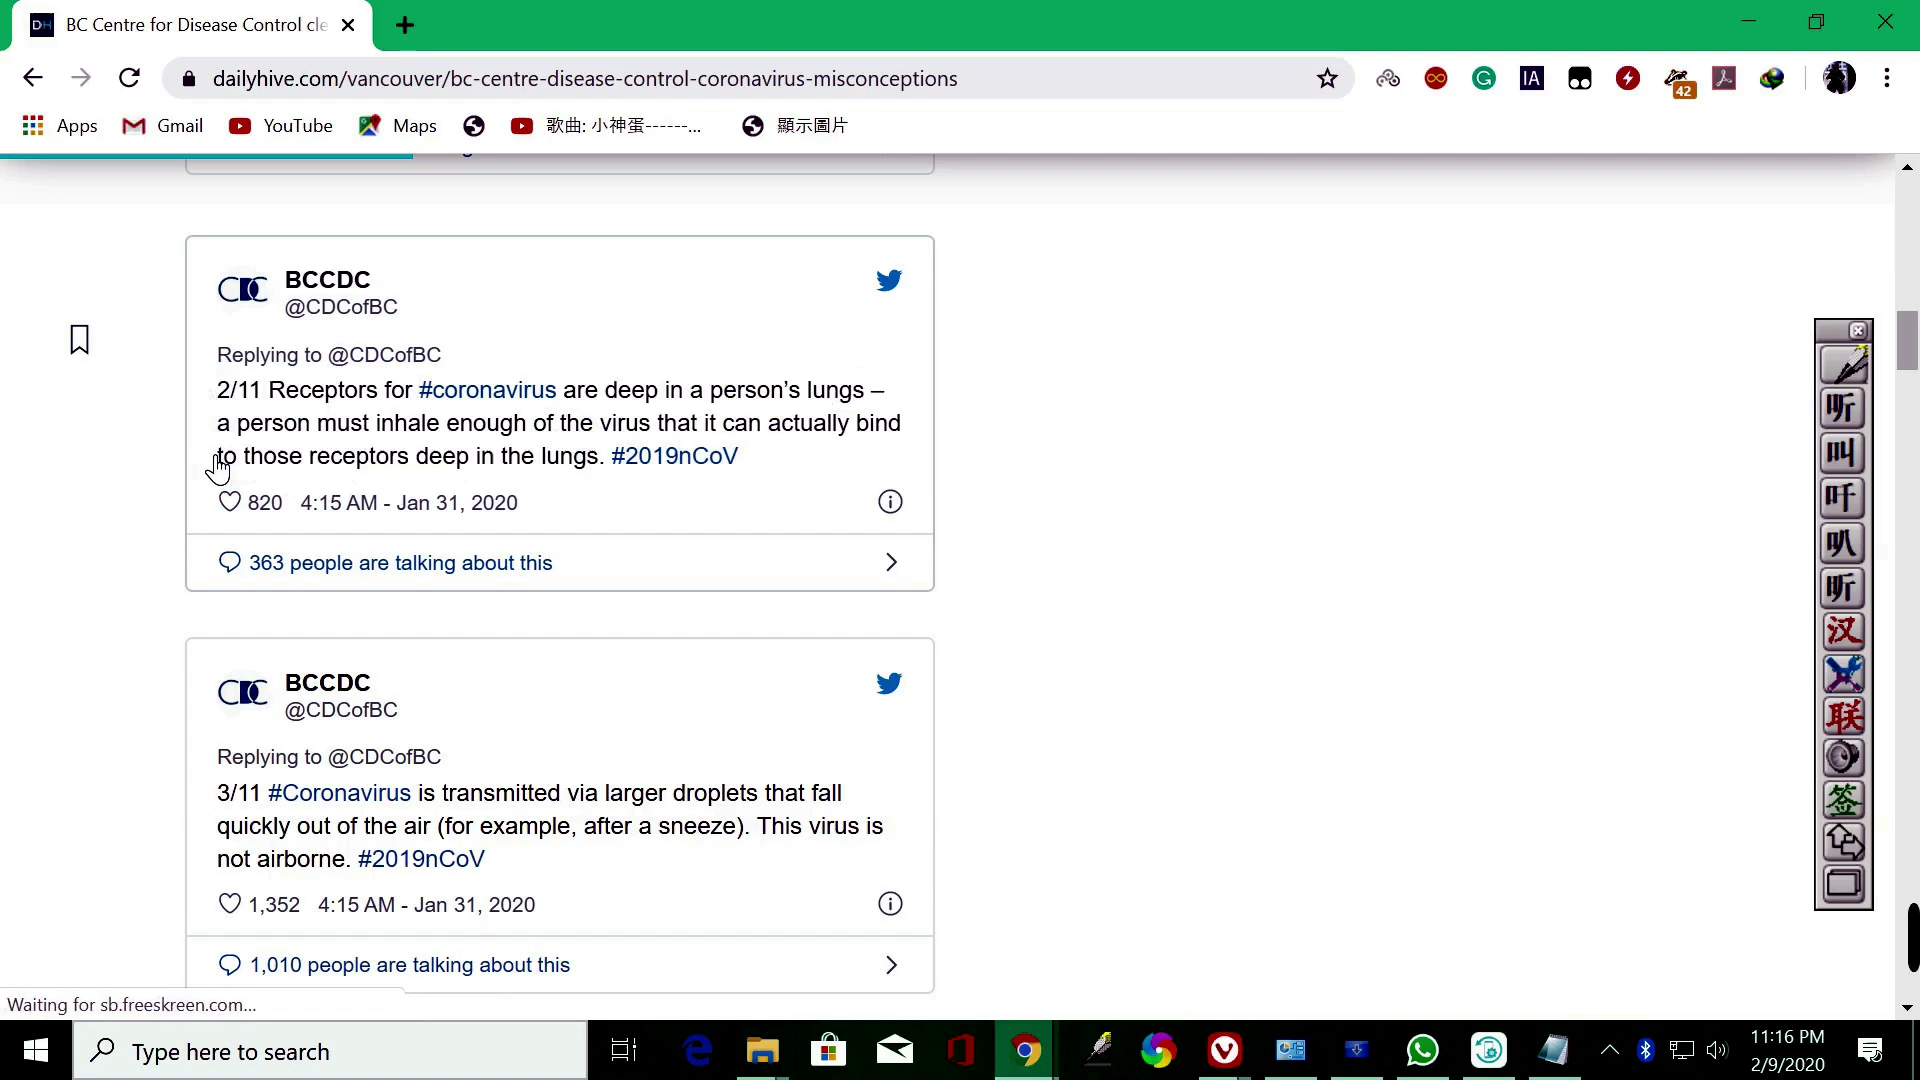 BC Centre for Disease Control cle
dailyhive.com/vancouver/bc-centre-disease-control-coronavirus-misconceptions
IA
42
Apps
Gmail
YouTube
Maps
歌曲: 小神蛋------...
顯示圖片
BCCDC
@CDCofBC
Replying to @CDCofBC
2/11 Receptors for #coronavirus are deep in a person’s lungs –
a person must inhale enough of the virus that it can actually bind
to those receptors deep in the lungs. #2019nCoV
820 4:15 AM - Jan 31, 2020
363 people are talking about this
BCCDC
@CDCofBC
Replying to @CDCofBC
3/11 #Coronavirus is transmitted via larger droplets that fall
quickly out of the air (for example, after a sneeze). This virus is
not airborne. #2019nCoV
1,352 4:15 AM - Jan 31, 2020
1,010 people are talking about this
听
叫
吁
叭
听
汉
联
签
Waiting for sb.freeskreen.com...
Type here to search
11:16 PM
2/9/2020